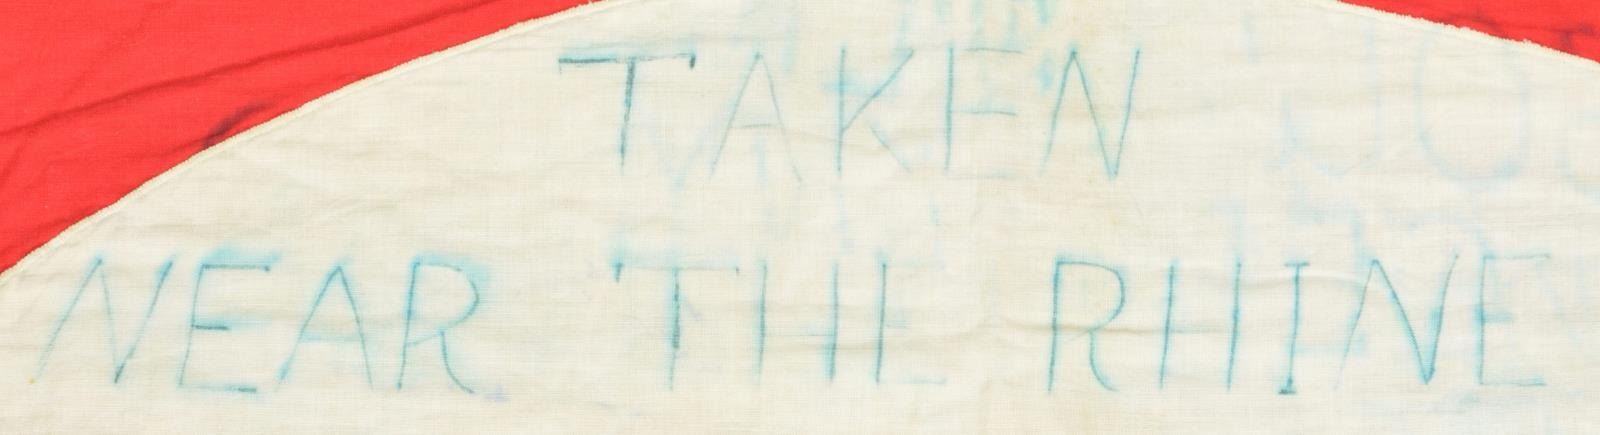 TAKEN
NEAR THE RHINE